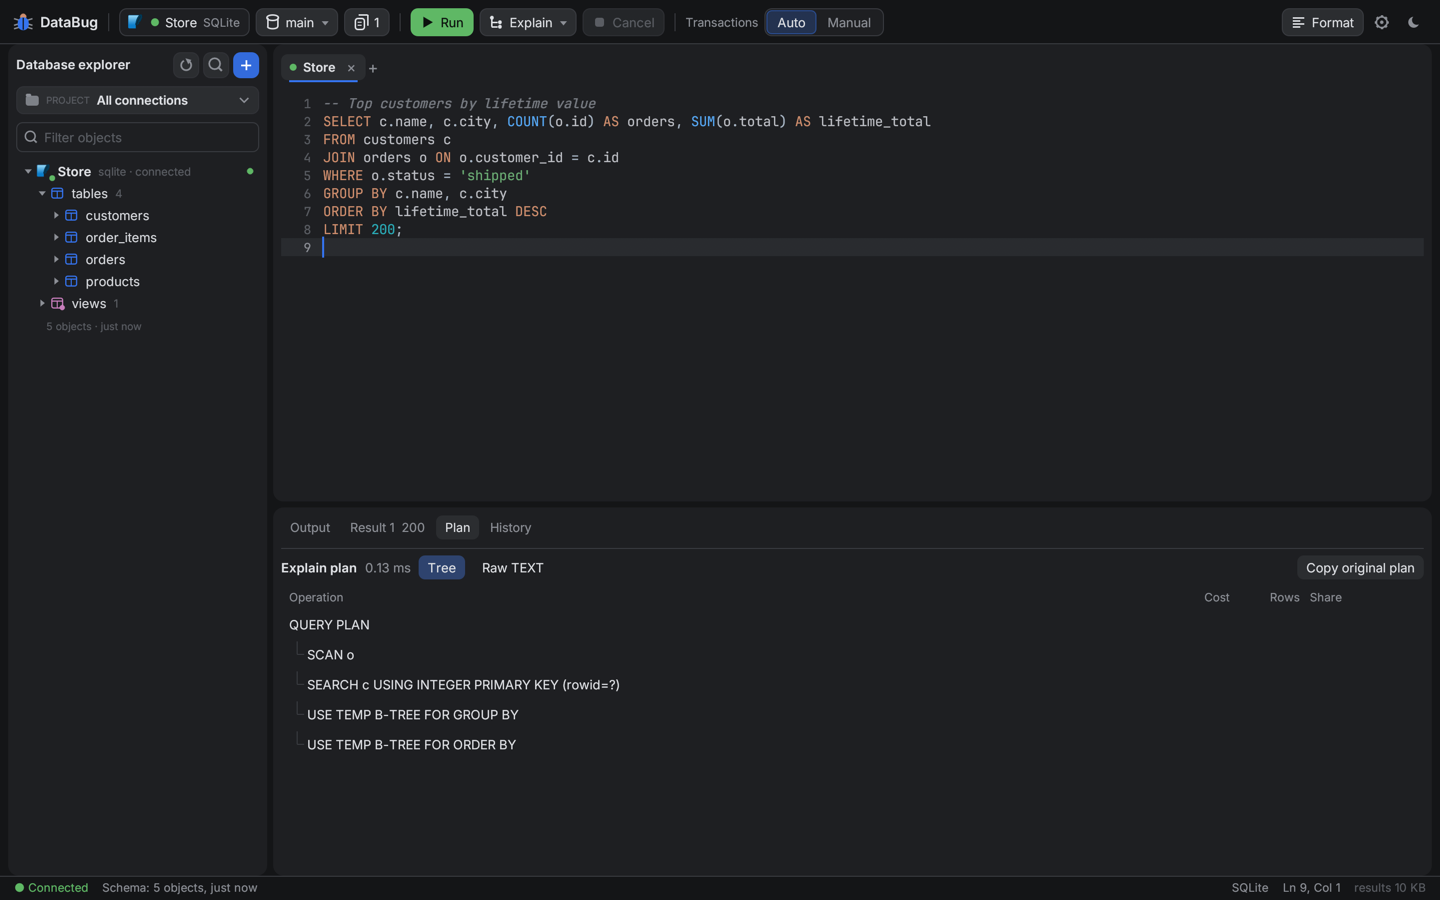 DataBug
Store SQLite
main
1
Run
Explain
Cancel
Transactions
Auto
Manual
Format
Database explorer
PROJECT All connections
Filter objects
Store sqlite · connected
tables 4
customers
order_items
orders
products
views 1
5 objects · just now
Store × +
1 -- Top customers by lifetime value
2 SELECT c.name, c.city, COUNT(o.id) AS orders, SUM(o.total) AS lifetime_total
3 FROM customers c
4 JOIN orders o ON o.customer_id = c.id
5 WHERE o.status = 'shipped'
6 GROUP BY c.name, c.city
7 ORDER BY lifetime_total DESC
8 LIMIT 200;
9
Output Result 1 200 Plan History
Explain plan 0.13 ms Tree Raw TEXT Copy original plan
Operation Cost Rows Share
QUERY PLAN
SCAN o
SEARCH c USING INTEGER PRIMARY KEY (rowid=?)
USE TEMP B-TREE FOR GROUP BY
USE TEMP B-TREE FOR ORDER BY
Connected Schema: 5 objects, just now SQLite Ln 9, Col 1 results 10 KB